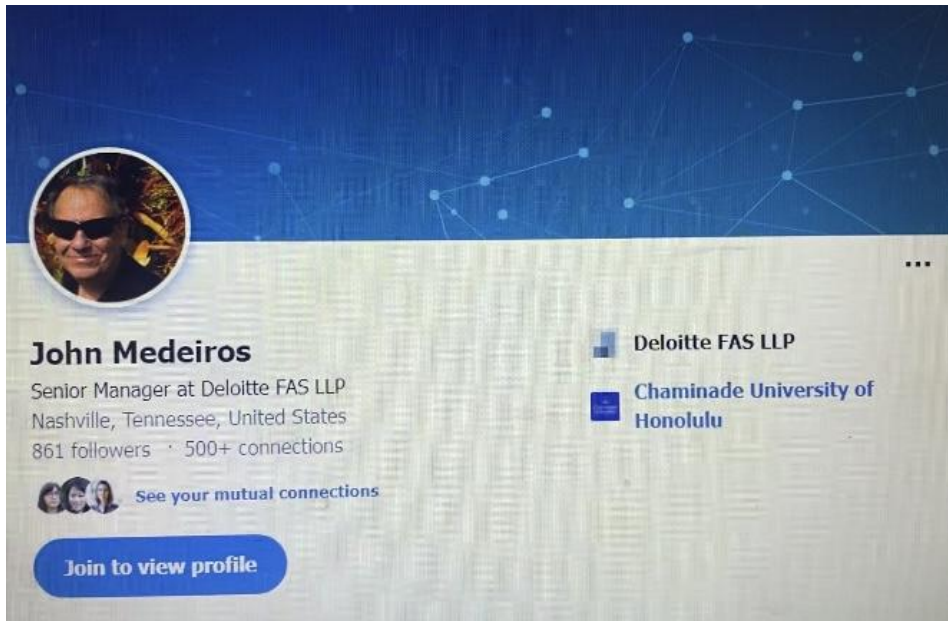 John Medeiros
Senior Manager at Deloitte FAS LLP
Nashville, Tennessee, United States
861 followers · 500+ connections
See your mutual connections
Join to view profile
...
Deloitte FAS LLP
Chaminade University of
Honolulu